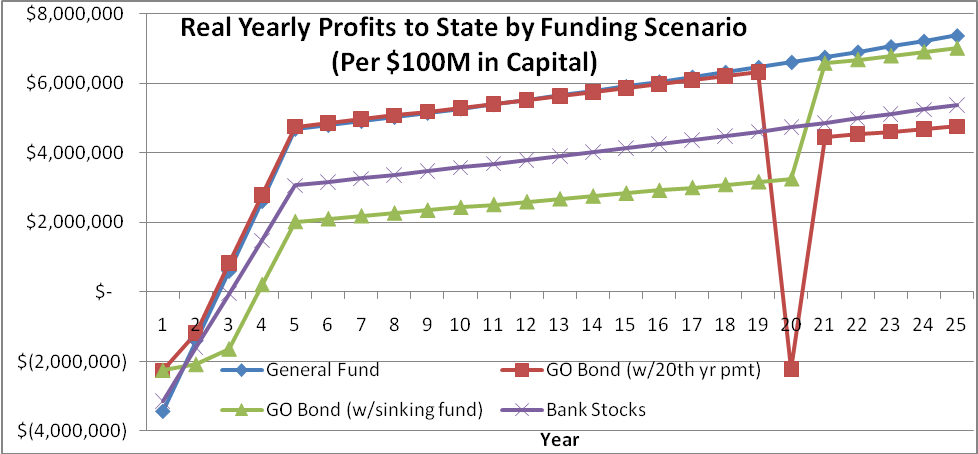 Real Yearly Profits to State by Funding Scenario
(Per $100M in Capital)
$8,000,000
$6,000,000
$4,000,000
$2,000,000
$-
$(2,000,000)
$(4,000,000)
1 2 3 4 5 6 7 8 9 10 11 12 13 14 15 16 17 18 19 20 21 22 23 24 25
General Fund GO Bond (w/20th yr pmt)
GO Bond (w/sinking fund) Bank Stocks
Year